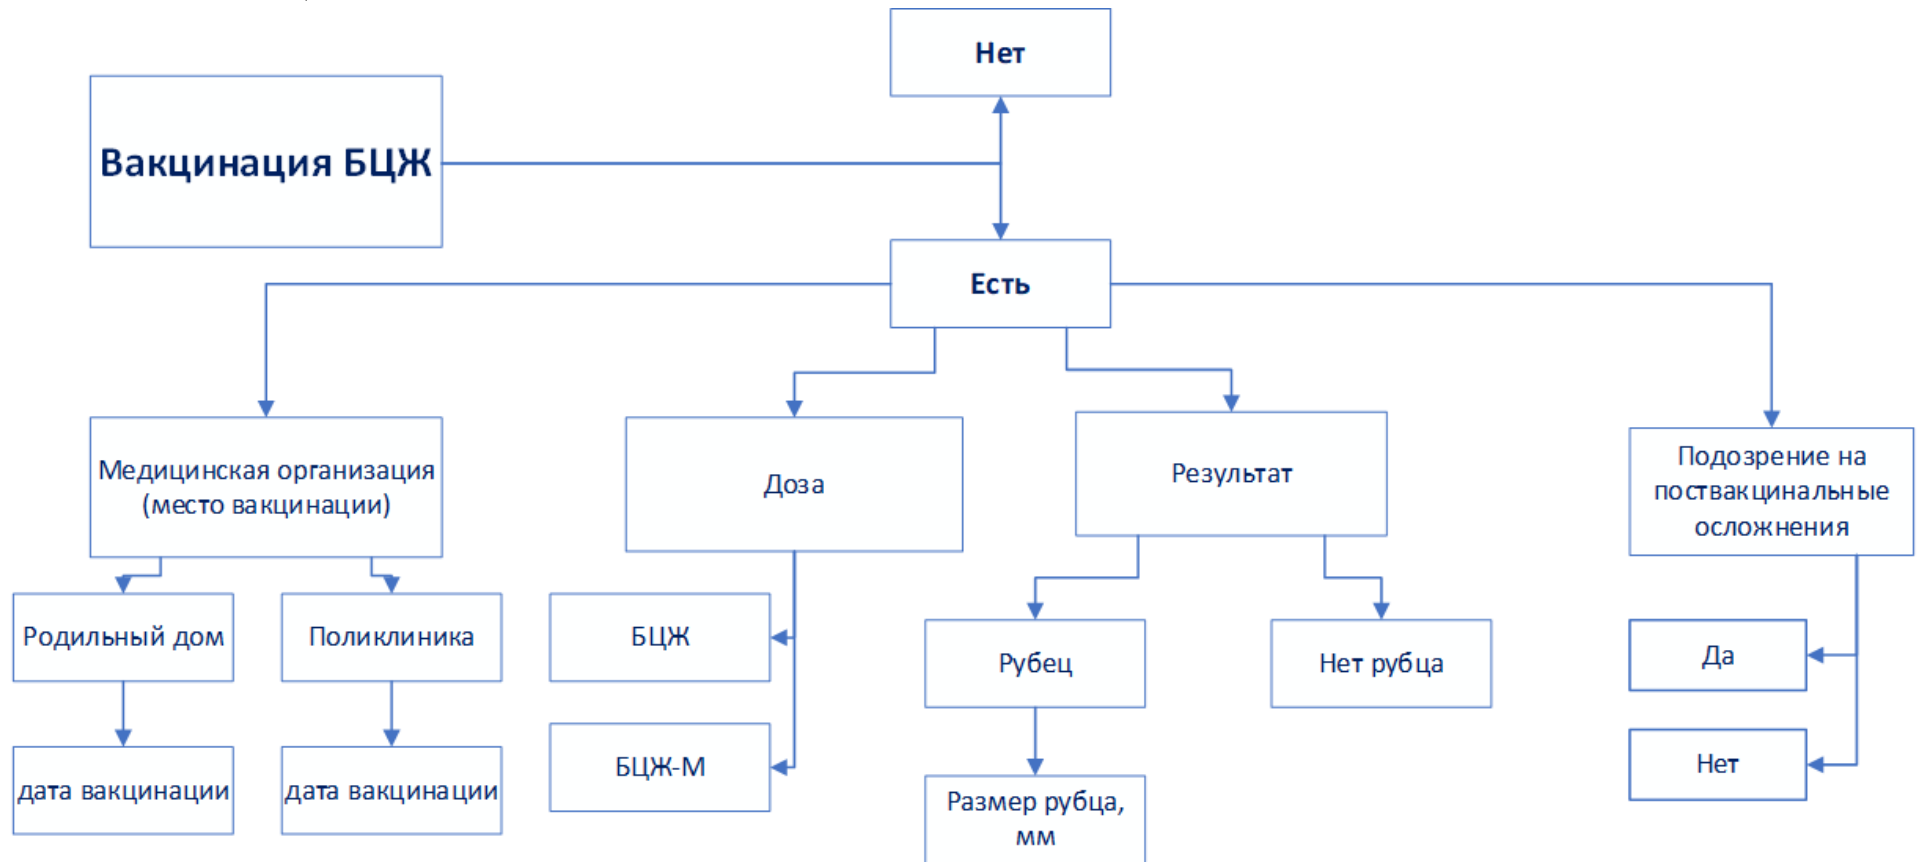 Нет
Вакцинация БЦЖ
Есть
Медицинская организация
(место вакцинации)
Доза
Результат
Подозрение на
поствакцинальные
осложнения
Родильный дом
Поликлиника
БЦЖ
Рубец
Нет рубца
Да
дата вакцинации
дата вакцинации
БЦЖ-М
Размер рубца,
мм
Нет